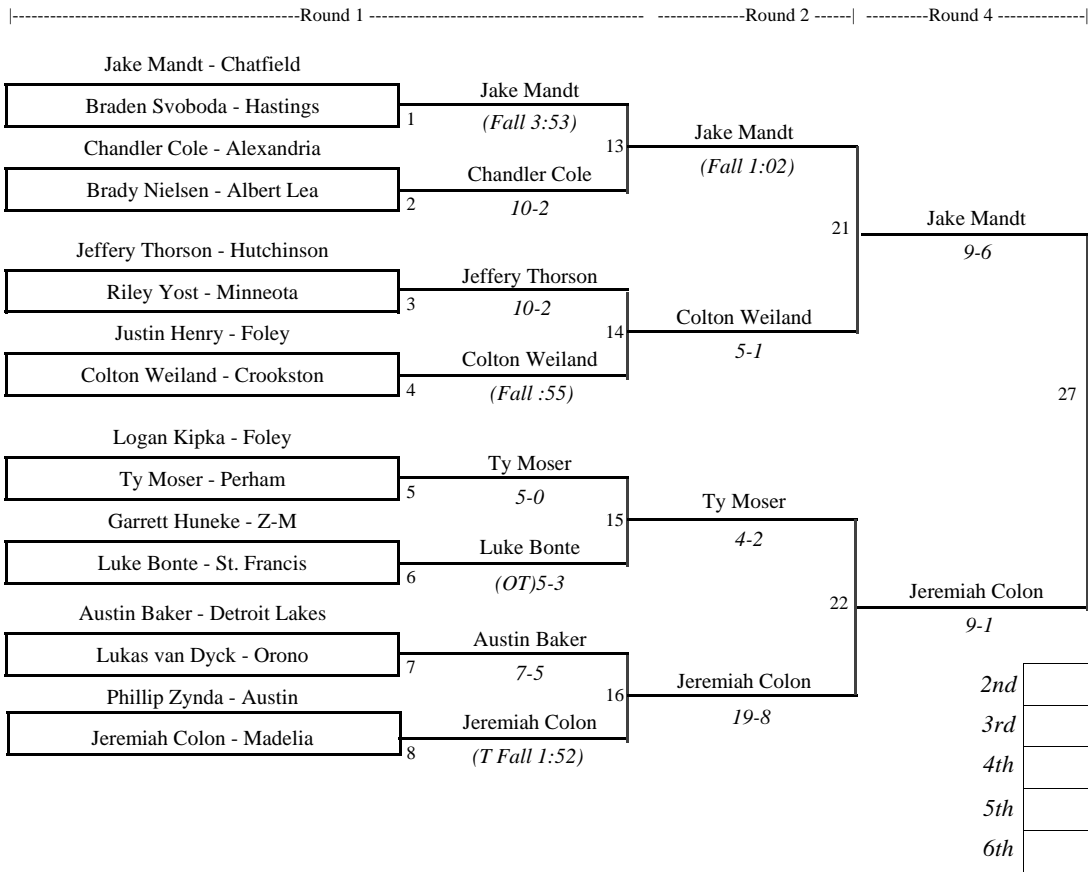 |-----------------------------------------Round 1 ---------------------------------------
-------------Round 2 ------|
---------Round 4 -------------|
Jake Mandt - Chatfield
Braden Svoboda - Hastings
1
Chandler Cole - Alexandria
Brady Nielsen - Albert Lea
2
Jeffery Thorson - Hutchinson
Riley Yost - Minneota
3
Justin Henry - Foley
Colton Weiland - Crookston
4
Logan Kipka - Foley
Ty Moser - Perham
5
Garrett Huneke - Z-M
Luke Bonte - St. Francis
6
Austin Baker - Detroit Lakes
Lukas van Dyck - Orono
7
Phillip Zynda - Austin
Jeremiah Colon - Madelia
8
Jake Mandt
(Fall 3:53)
13
Chandler Cole
10-2
Jeffery Thorson
10-2
14
Colton Weiland
(Fall :55)
Ty Moser
5-0
15
Luke Bonte
(OT)5-3
Austin Baker
7-5
16
Jeremiah Colon
(T Fall 1:52)
Jake Mandt
(Fall 1:02)
21
Colton Weiland
5-1
Ty Moser
4-2
22
Jeremiah Colon
19-8
Jake Mandt
9-6
27
Jeremiah Colon
9-1
2nd
3rd
4th
5th
6th